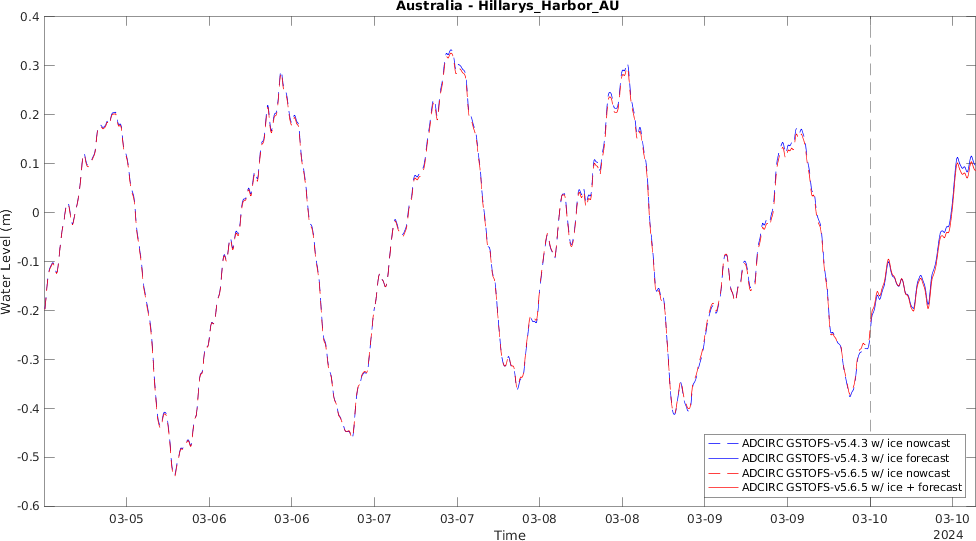 Australia - Hillarys_Harbor_AU
0.4
0.3
0.2
0.1
0
-0.1
-0.2
-0.3
-0.4
-0.5
-0.6
Water Level (m)
ADCIRC GSTOFS-v5.4.3 w/ ice nowcast
ADCIRC GSTOFS-v5.4.3 w/ ice forecast
ADCIRC GSTOFS-v5.6.5 w/ ice nowcast
ADCIRC GSTOFS-v5.6.5 w/ ice + forecast
03-05 03-06 03-06 03-07 03-07 03-08 03-08 03-09 03-09 03-10 03-10
Time
2024